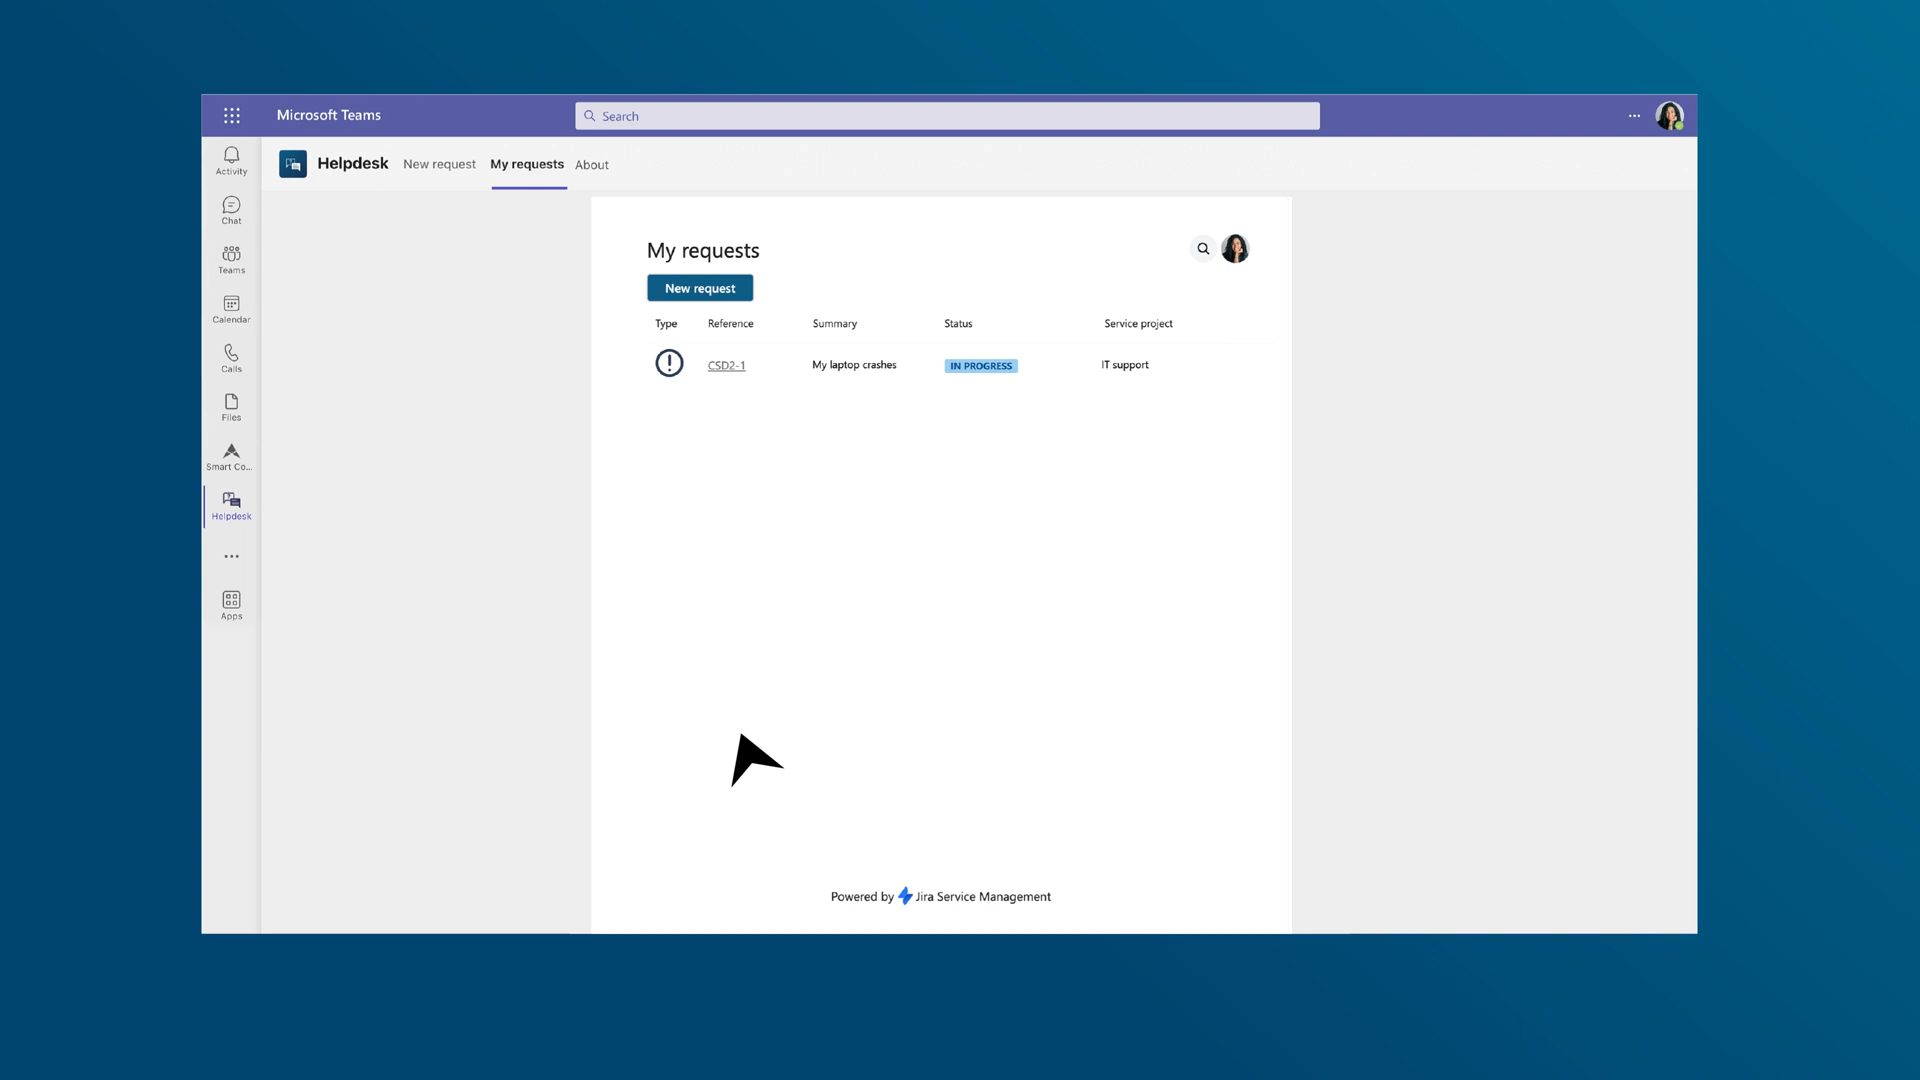 Microsoft Teams
Search
Helpdesk New request My requests About
Activity
Chat
Teams
Calendar
Calls
Files
Smart Co...
Helpdesk
Apps
My requests
New request
Type Reference Summary Status Service project
CSD2-1 My laptop crashes IN PROGRESS IT support
Powered by Jira Service Management